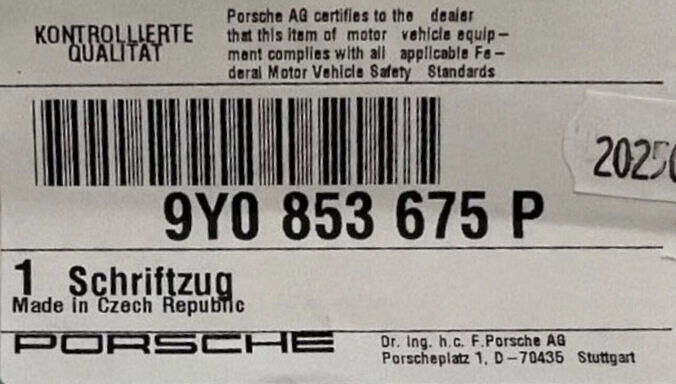 KONTROLLIERTE
QUALITÄT
Porsche AG certifies to the dealer
that this item of motor vehicle equip-
ment complies with all applicable Fe-
deral Motor Vehicle Safety Standards
9Y0 853 675 P
1 Schriftzug
Made in Czech Republic
PORSCHE
Dr. Ing. h.c. F.Porsche AG
Porscheplatz 1, D-70435 Stuttgart